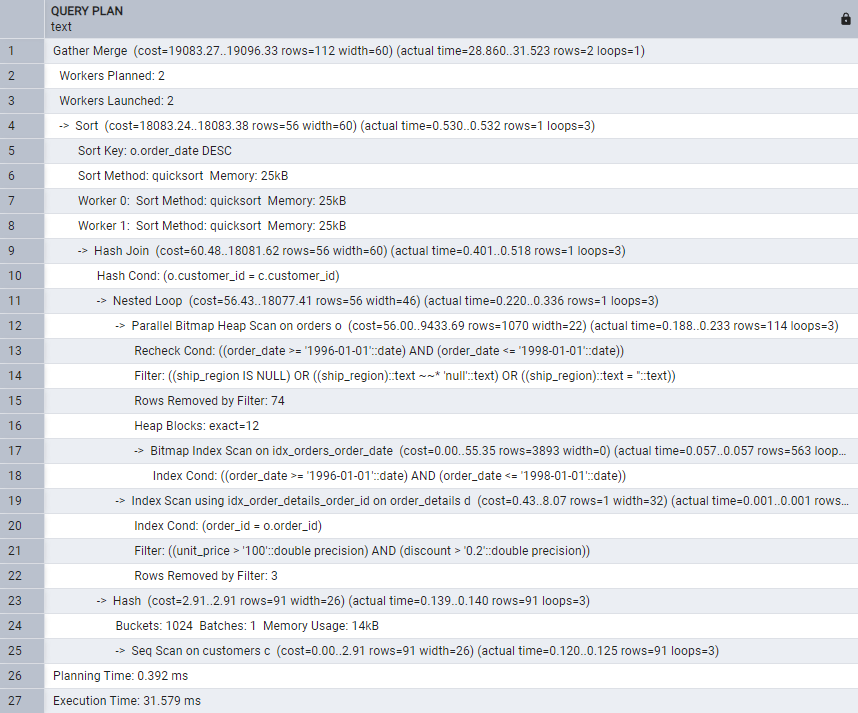 QUERY PLAN
text
1 Gather Merge (cost=19083.27..19096.33 rows=112 width=60) (actual time=28.860..31.523 rows=2 loops=1)
2 Workers Planned: 2
3 Workers Launched: 2
4 -> Sort (cost=18083.24..18083.38 rows=56 width=60) (actual time=0.530..0.532 rows=1 loops=3)
5 Sort Key: o.order_date DESC
6 Sort Method: quicksort Memory: 25kB
7 Worker 0: Sort Method: quicksort Memory: 25kB
8 Worker 1: Sort Method: quicksort Memory: 25kB
9 -> Hash Join (cost=60.48..18081.62 rows=56 width=60) (actual time=0.401..0.518 rows=1 loops=3)
10 Hash Cond: (o.customer_id = c.customer_id)
11 -> Nested Loop (cost=56.43..18077.41 rows=56 width=46) (actual time=0.220..0.336 rows=1 loops=3)
12 -> Parallel Bitmap Heap Scan on orders o (cost=56.00..9433.69 rows=1070 width=22) (actual time=0.188..0.233 rows=114 loops=3)
13 Recheck Cond: ((order_date >= '1996-01-01'::date) AND (order_date <= '1998-01-01'::date))
14 Filter: ((ship_region IS NULL) OR ((ship_region)::text ~~* 'null'::text) OR ((ship_region)::text = ''::text))
15 Rows Removed by Filter: 74
16 Heap Blocks: exact=12
17 -> Bitmap Index Scan on idx_orders_order_date (cost=0.00..55.35 rows=3893 width=0) (actual time=0.057..0.057 rows=563 loop...
18 Index Cond: ((order_date >= '1996-01-01'::date) AND (order_date <= '1998-01-01'::date))
19 -> Index Scan using idx_order_details_order_id on order_details d (cost=0.43..8.07 rows=1 width=32) (actual time=0.001..0.001 rows...
20 Index Cond: (order_id = o.order_id)
21 Filter: ((unit_price > '100'::double precision) AND (discount > '0.2'::double precision))
22 Rows Removed by Filter: 3
23 -> Hash (cost=2.91..2.91 rows=91 width=26) (actual time=0.139..0.140 rows=91 loops=3)
24 Buckets: 1024 Batches: 1 Memory Usage: 14kB
25 -> Seq Scan on customers c (cost=0.00..2.91 rows=91 width=26) (actual time=0.120..0.125 rows=91 loops=3)
26 Planning Time: 0.392 ms
27 Execution Time: 31.579 ms